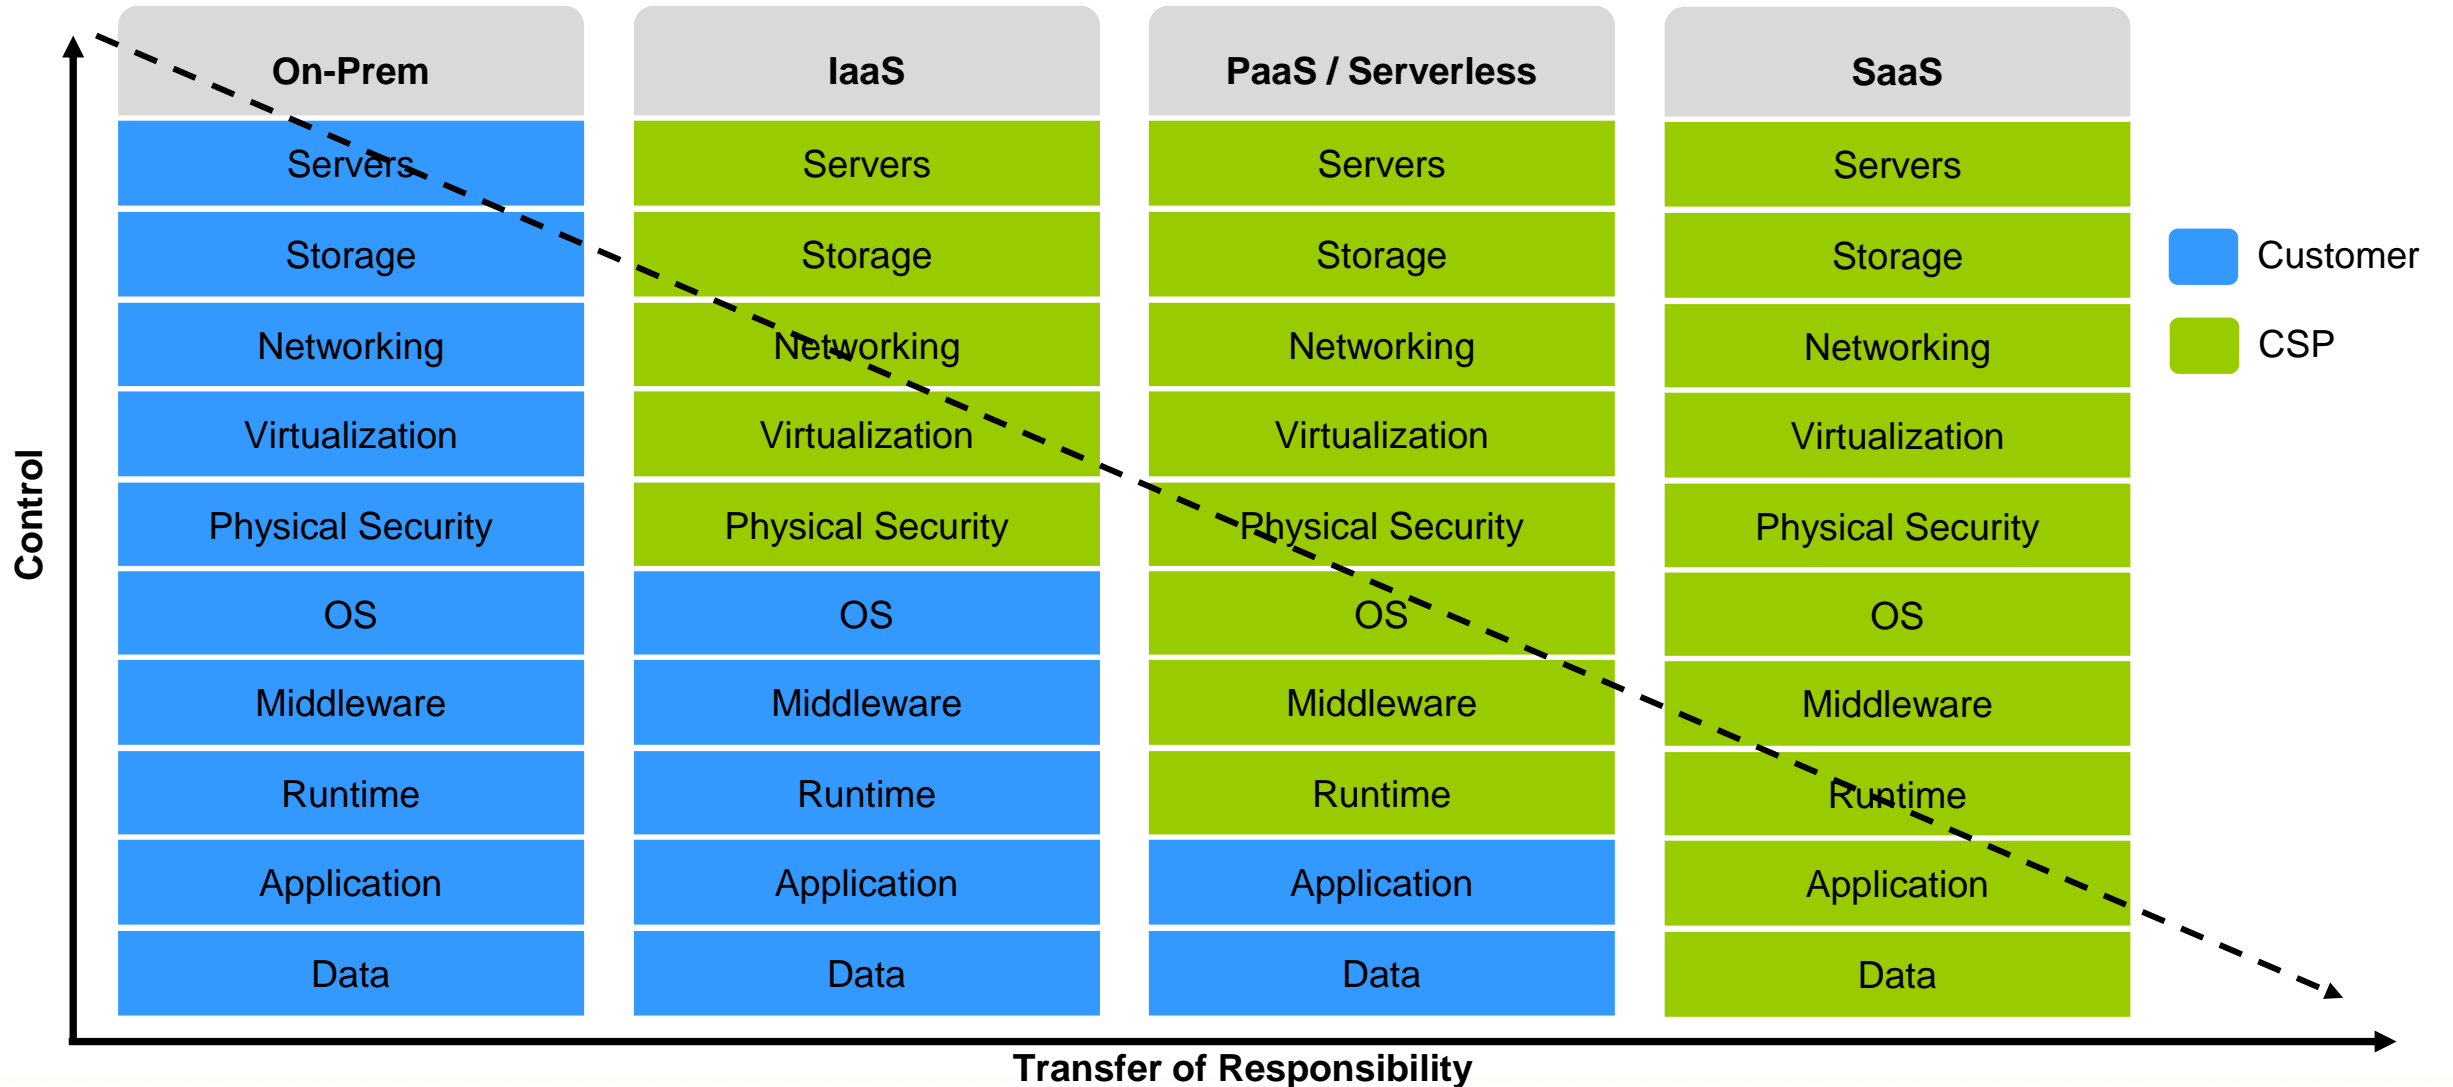 On-Prem
IaaS
PaaS / Serverless
SaaS
Servers
Servers
Servers
Servers
Storage
Storage
Storage
Storage
Customer
Networking
Networking
Networking
Networking
CSP
Virtualization
Virtualization
Virtualization
Virtualization
Control
Physical Security
Physical Security
Physical Security
Physical Security
OS
OS
OS
OS
Middleware
Middleware
Middleware
Middleware
Runtime
Runtime
Runtime
Runtime
Application
Application
Application
Application
Data
Data
Data
Data
Transfer of Responsibility